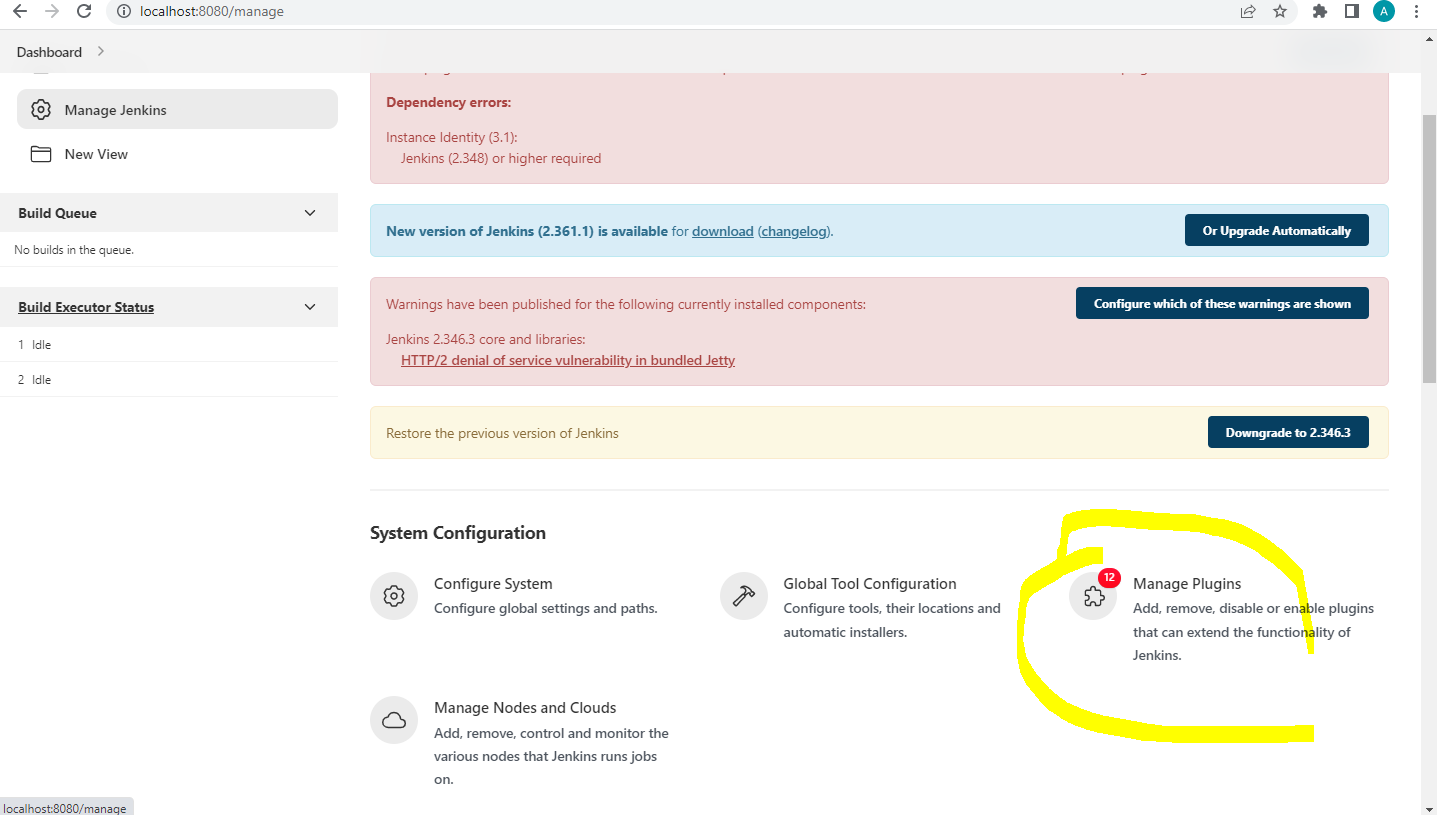 localhost:8080/manage
A
Dashboard
Manage Jenkins
New View
Build Queue
No builds in the queue.
Build Executor Status
1 Idle
2 Idle
Dependency errors:
Instance Identity (3.1):
Jenkins (2.348) or higher required
New version of Jenkins (2.361.1) is available for download (changelog).
Or Upgrade Automatically
Warnings have been published for the following currently installed components:
Configure which of these warnings are shown
Jenkins 2.346.3 core and libraries:
HTTP/2 denial of service vulnerability in bundled Jetty
Restore the previous version of Jenkins
Downgrade to 2.346.3
System Configuration
Configure System
Configure global settings and paths.
Global Tool Configuration
Configure tools, their locations and
automatic installers.
12
Manage Plugins
Add, remove, disable or enable plugins
that can extend the functionality of
Jenkins.
Manage Nodes and Clouds
Add, remove, control and monitor the
various nodes that Jenkins runs jobs
on.
localhost:8080/manage